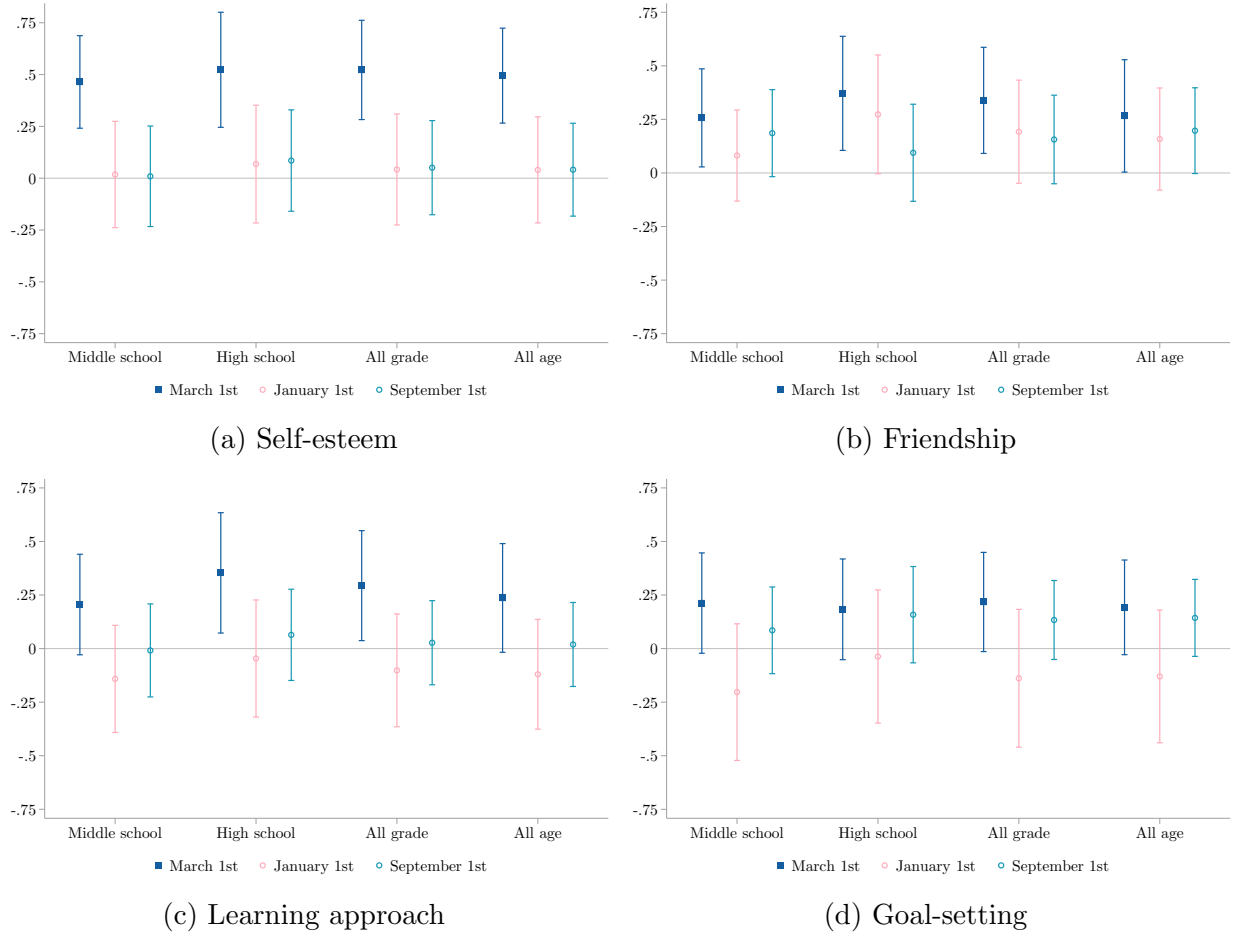 .75
.5
.25
0
-.25
-.5
-.75
Middle school High school All grade All age
March 1st January 1st September 1st
(a) Self-esteem
.75
.5
.25
0
-.25
-.5
-.75
Middle school High school All grade All age
March 1st January 1st September 1st
(b) Friendship
.75
.5
.25
0
-.25
-.5
-.75
Middle school High school All grade All age
March 1st January 1st September 1st
(c) Learning approach
.75
.5
.25
0
-.25
-.5
-.75
Middle school High school All grade All age
March 1st January 1st September 1st
(d) Goal-setting